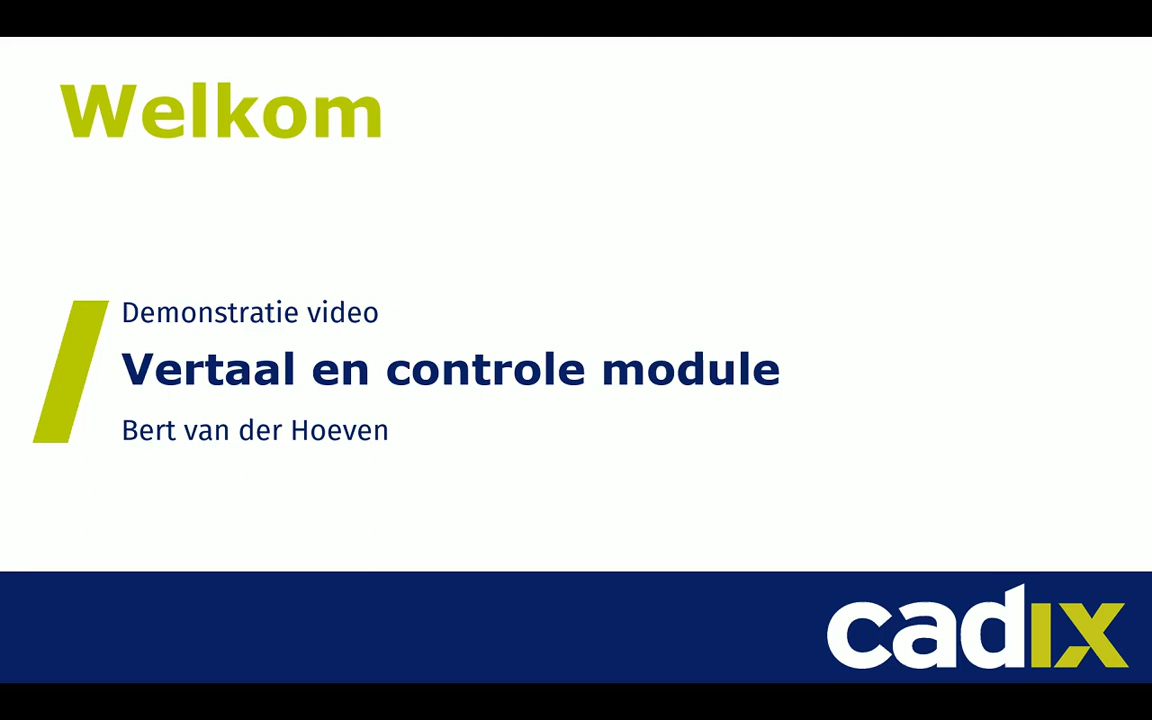 Welkom
Demonstratie video
Vertaal en controle module
Bert van der Hoeven
cadix